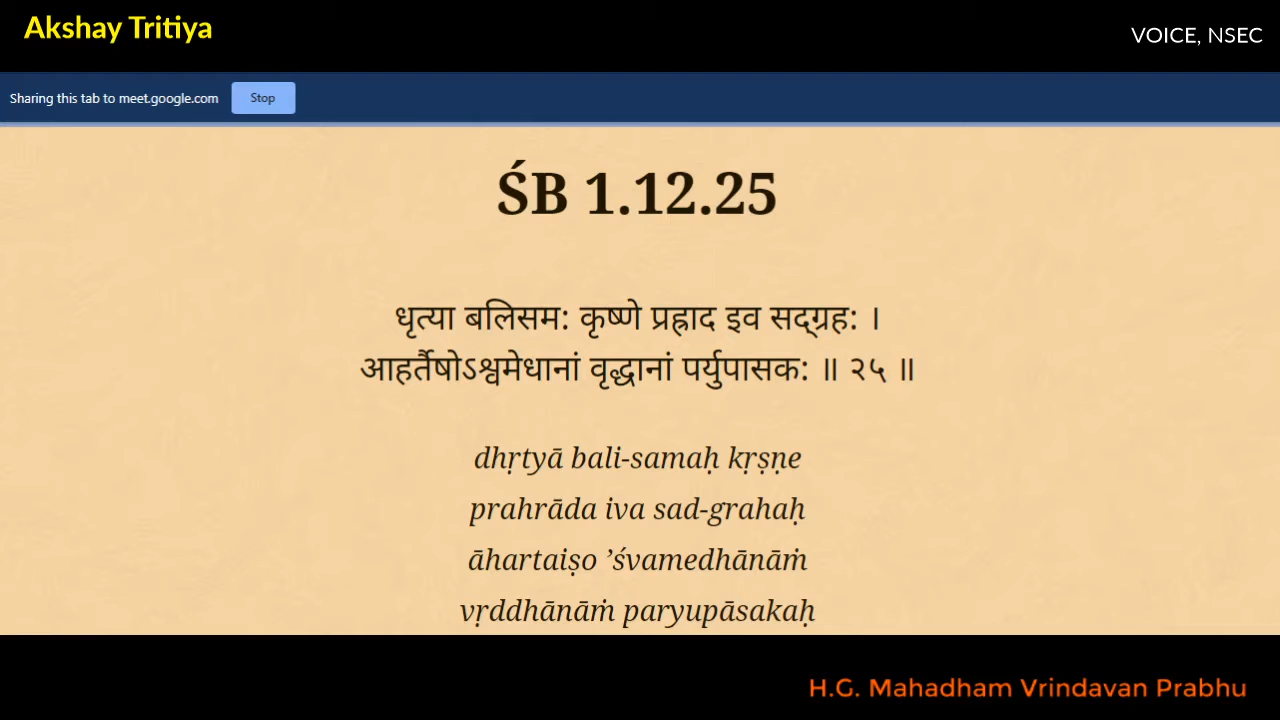 Akshay Tritiya
VOICE, NSEC
Sharing this tab to meet.google.com Stop
ŚB 1.12.25
धृत्या बलिसम: कृष्णे प्रह्राद इव सद्ग्रह: ।
आहर्तैषोऽश्वमेधानां वृद्धानां पर्युपासक: ॥ २५ ॥
dhṛtyā bali-samaḥ kṛṣṇe
prahrāda iva sad-grahaḥ
āhartaiṣo ’śvamedhānāṁ
vṛddhānāṁ paryupāsakaḥ
H.G. Mahadham Vrindavan Prabhu